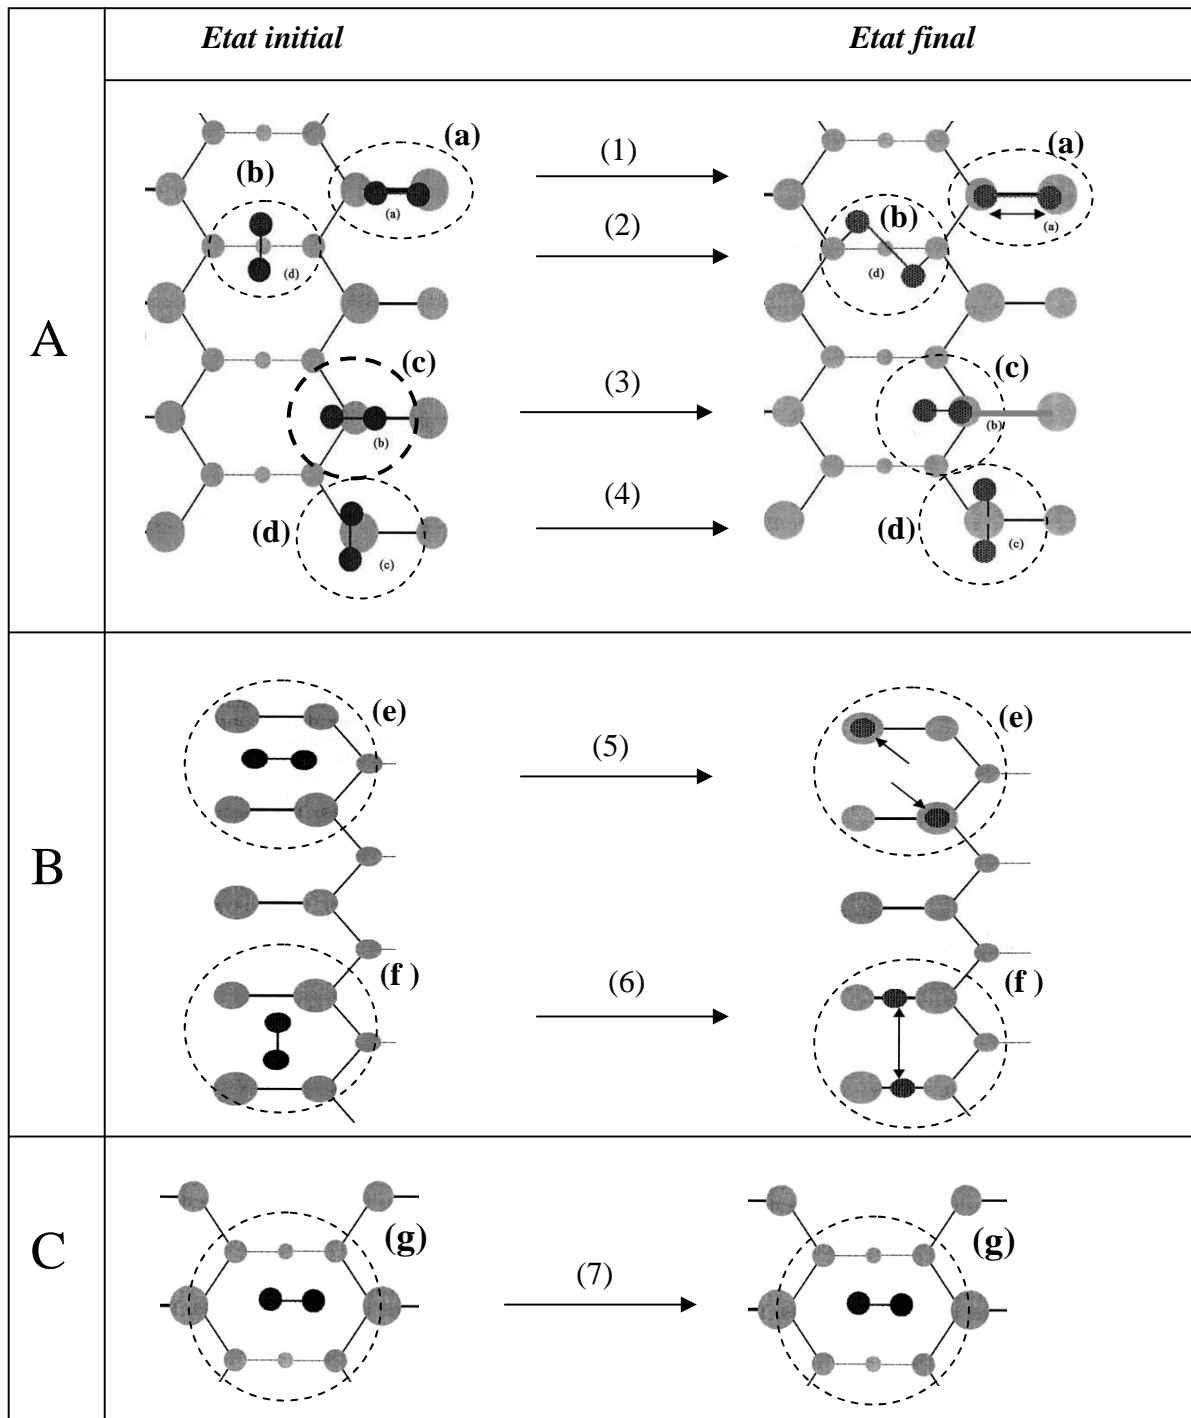 Etat initial Etat final
A
(a) (1) (a)
(b) (2) (b)
(a) (a)
(d) (d)
(c) (3) (c)
(b) (b)
(d) (4) (d)
(c) (c)
B
(e) (5) (e)
(f ) (6) (f )
C
(g) (7) (g)